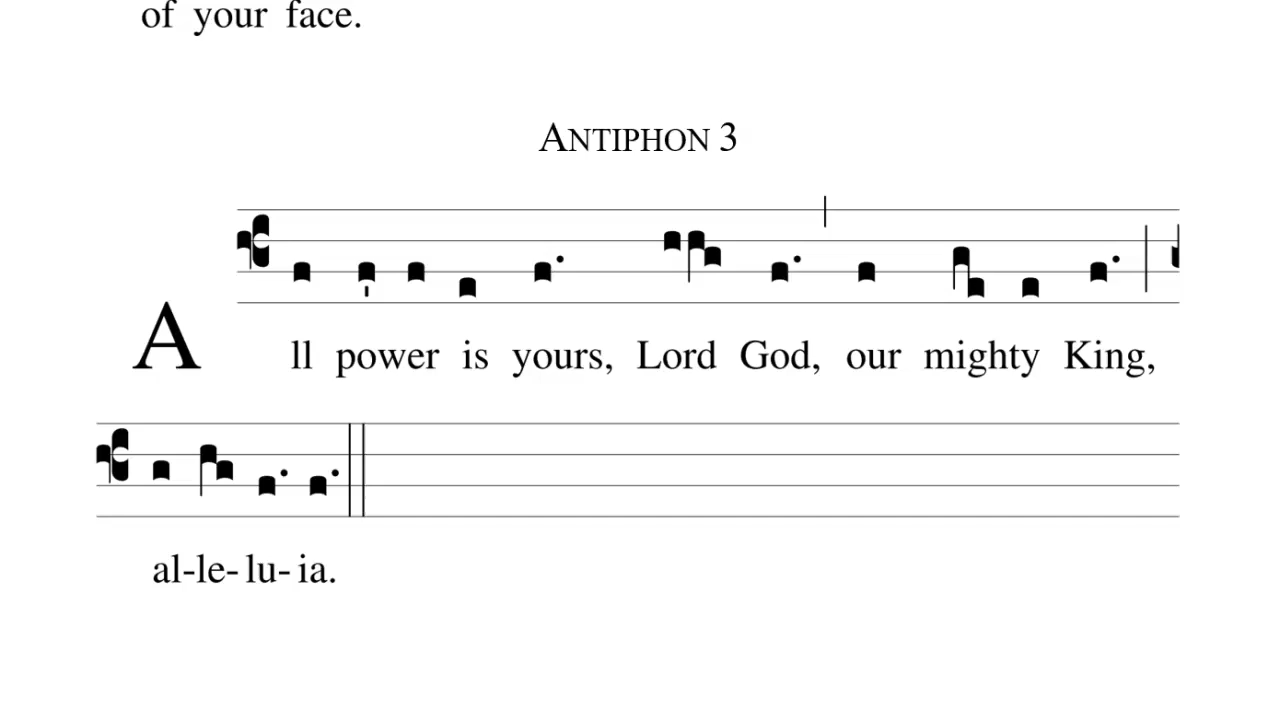 of your face.
ANTIPHON 3
All power is yours, Lord God, our mighty King,
al-le-lu-ia.